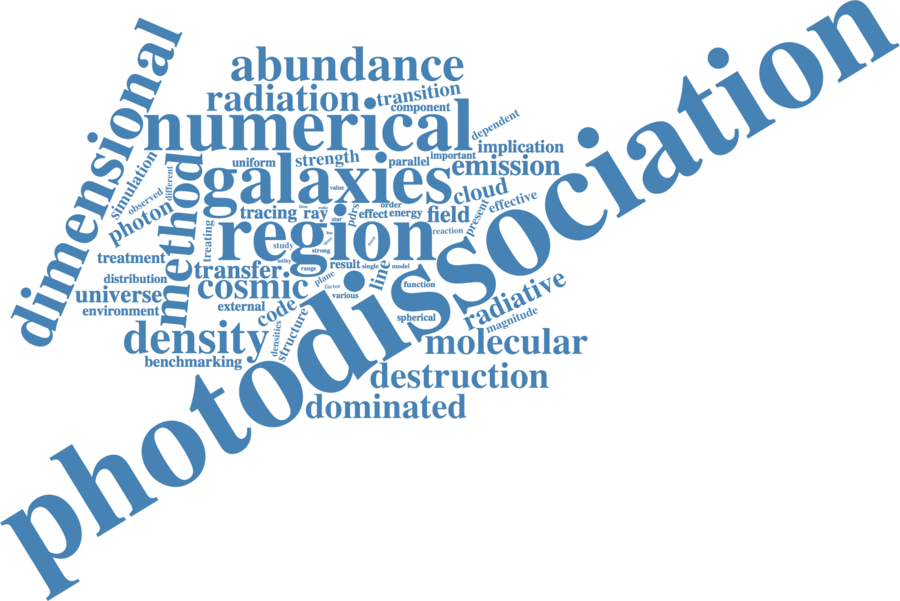 photodissociation
dimensional
abundance
radiation
transition
component
numerical
dependent
implication
simulation
method
different
uniform
strength
parallel
important
emission
galaxies
value
cloud
observed
photon
tracing
ray
time
star
pdrs
order
effect
energy
field
present
effective
treating
region
study
strong
reaction
treatment
transfer
milky
range
result
single
model
line
distribution
cosmic
plane
factor
various
function
universe
environment
external
code
spherical
radiative
magnitude
density
densities
structure
molecular
benchmarking
destruction
dominated